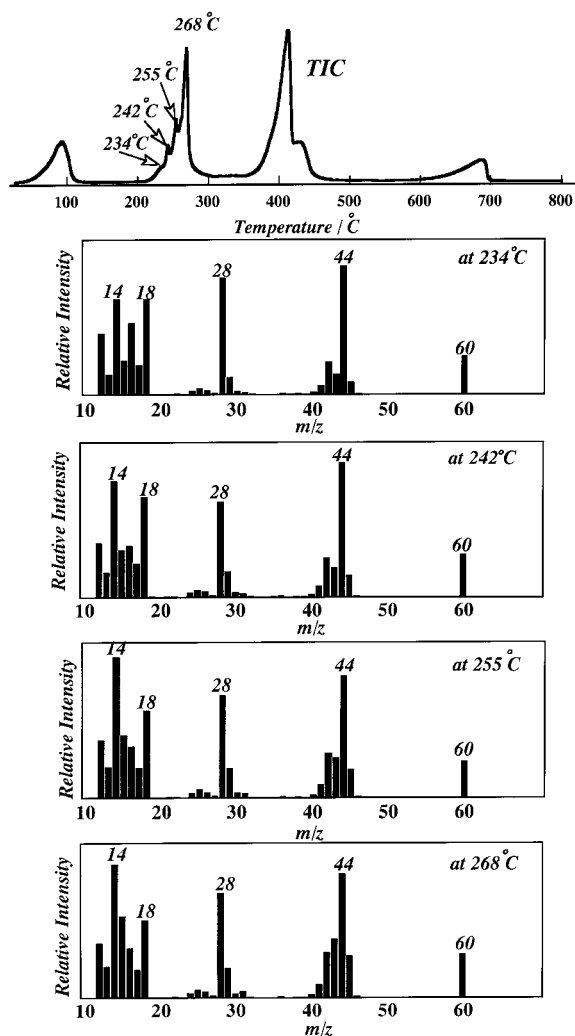 268°C
TIC
255°C
242°C
234°C
100 200 300 400 500 600 700 800
Temperature / °C
Relative Intensity
at 234°C
14 18 28 44 60
10 20 30 40 50 60
m/z
Relative Intensity
at 242°C
14 18 28 44 60
10 20 30 40 50 60
m/z
Relative Intensity
at 255°C
14 18 28 44 60
10 20 30 40 50 60
m/z
Relative Intensity
at 268°C
14 18 28 44 60
10 20 30 40 50 60
m/z